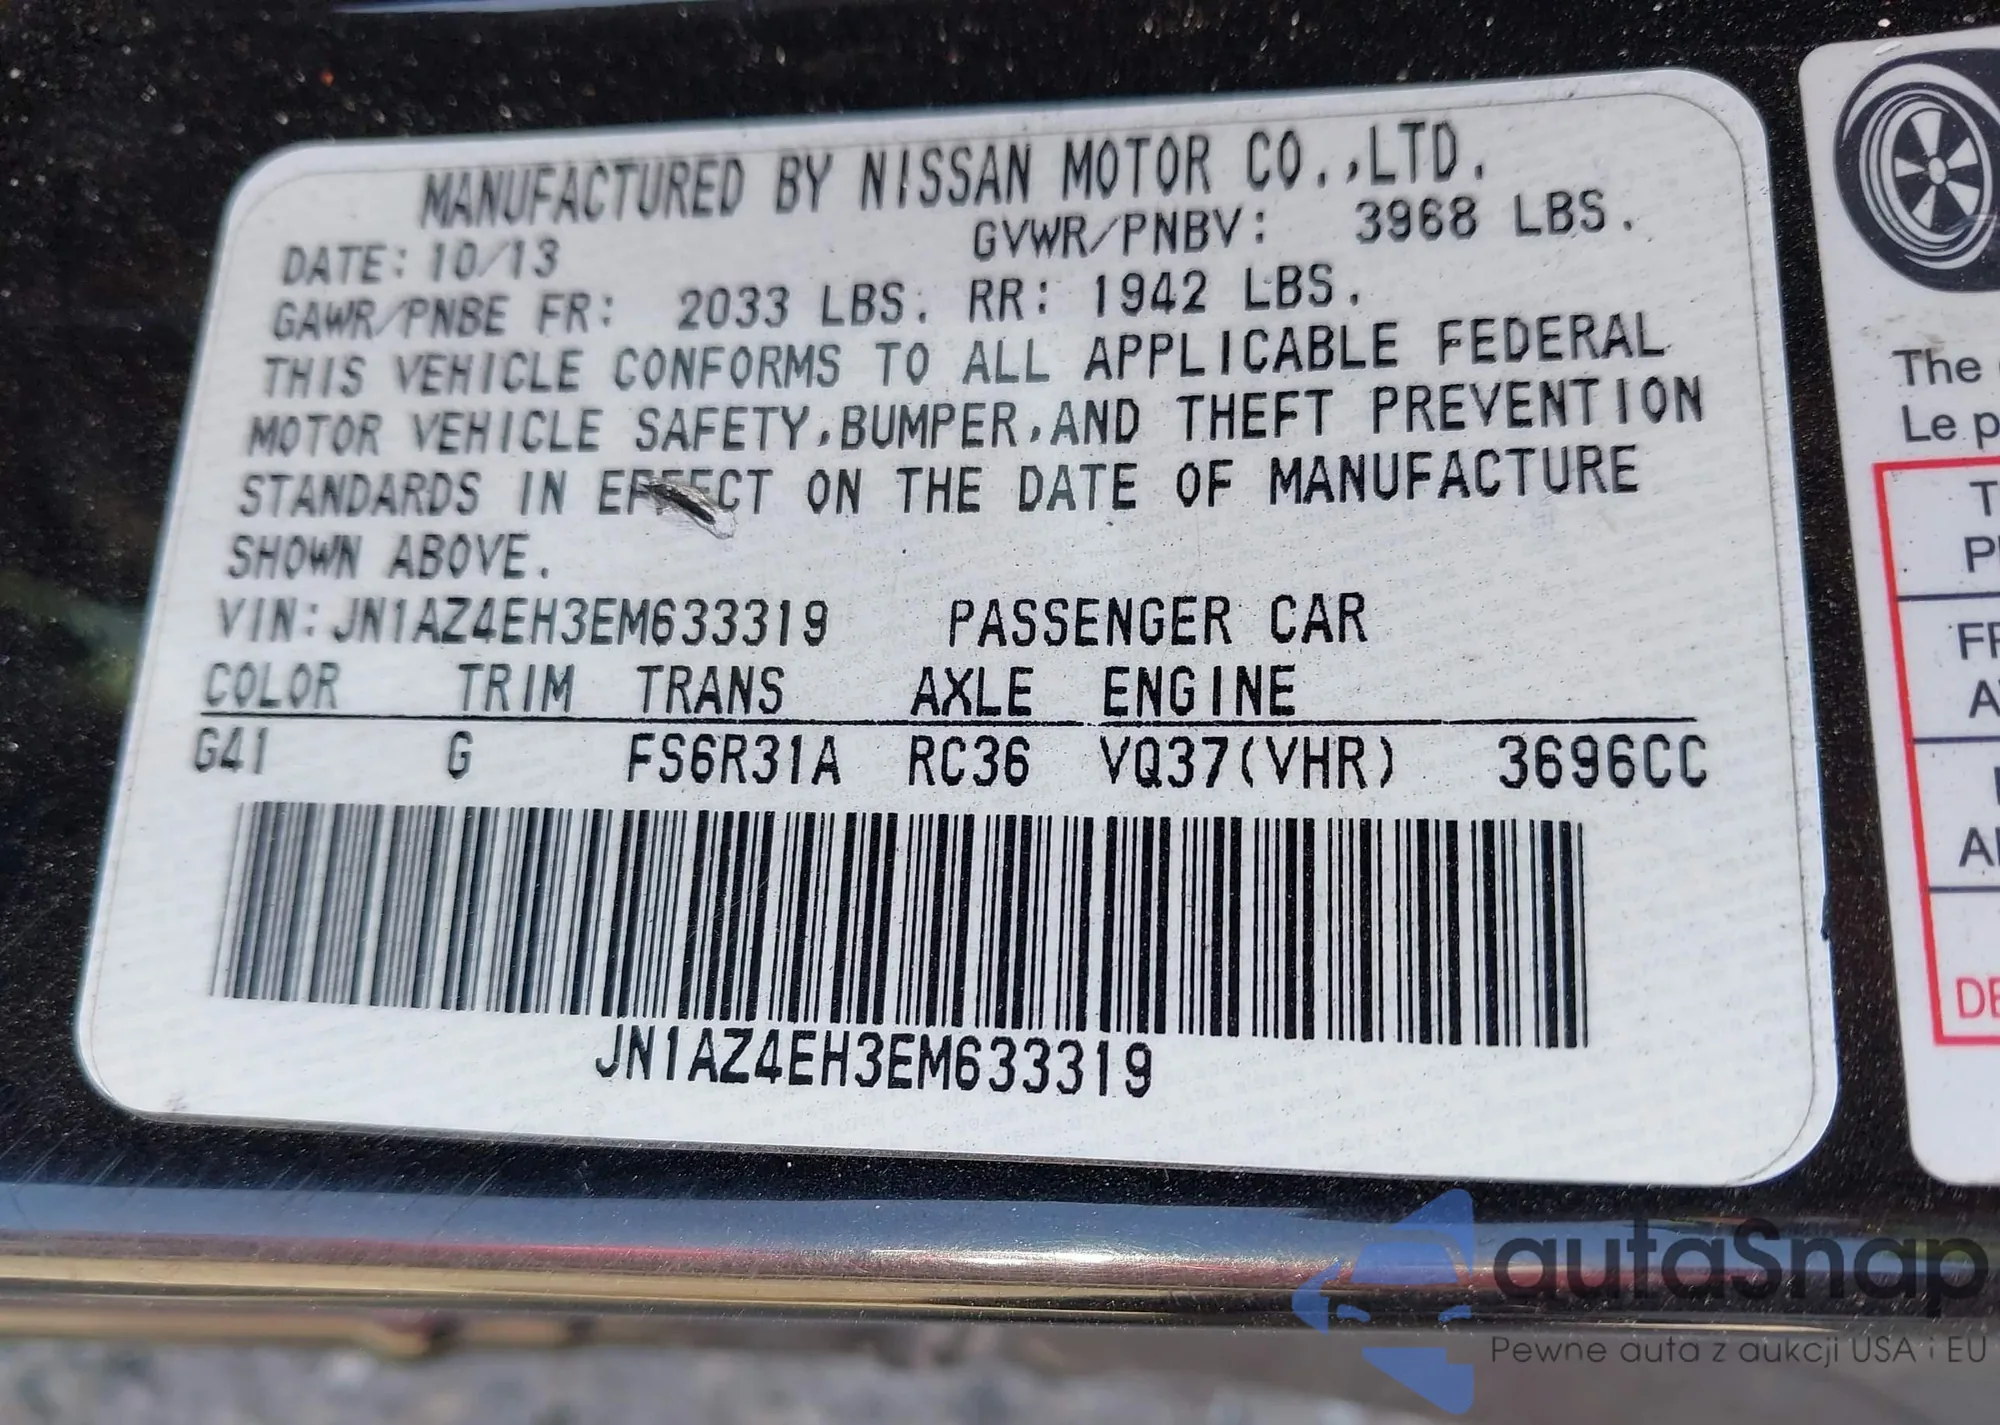 MANUFACTURED BY NISSAN MOTOR CO.,LTD.
DATE: 10/13 GVWR/PNBV: 3968 LBS.
GAWR/PNBE FR: 2033 LBS. RR: 1942 LBS.
THIS VEHICLE CONFORMS TO ALL APPLICABLE FEDERAL
MOTOR VEHICLE SAFETY,BUMPER,AND THEFT PREVENTION
STANDARDS IN EFFECT ON THE DATE OF MANUFACTURE
SHOWN ABOVE.
VIN: JN1AZ4EH3EM633319 PASSENGER CAR
COLOR TRIM TRANS AXLE ENGINE
G41 G FS6R31A RC36 VQ37(VHR) 3696CC
JN1AZ4EH3EM633319
The
Le
autaSnap
Pewne auta z aukcji USA i EU